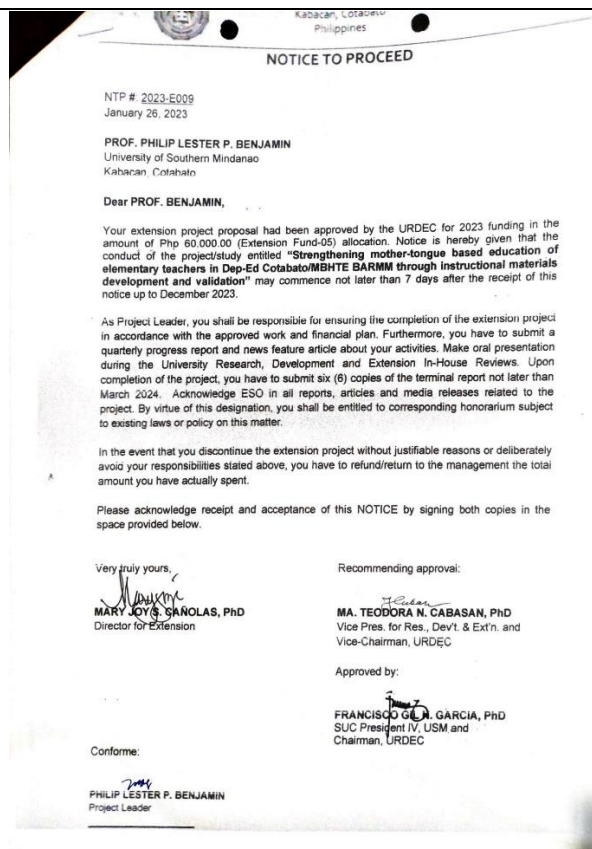 Kabacan, Cotabato
Philippines
NOTICE TO PROCEED
NTP #: 2023-E009
January 26, 2023
PROF. PHILIP LESTER P. BENJAMIN
University of Southern Mindanao
Kabacan, Cotabato
Dear PROF. BENJAMIN,
Your extension project proposal had been approved by the URDEC for 2023 funding in the
amount of Php 60.000.00 (Extension Fund-05) allocation. Notice is hereby given that the
conduct of the project/study entitled “Strengthening mother-tongue based education of
elementary teachers in Dep-Ed Cotabato/MBHTE BARMM through instructional materials
development and validation” may commence not later than 7 days after the receipt of this
notice up to December 2023.
As Project Leader, you shall be responsible for ensuring the completion of the extension project
in accordance with the approved work and financial plan. Furthermore, you have to submit a
quarterly progress report and news feature article about your activities. Make oral presentation
during the University Research, Development and Extension In-House Reviews. Upon
completion of the project, you have to submit six (6) copies of the terminal report not later than
March 2024. Acknowledge ESO in all reports, articles and media releases related to the
project. By virtue of this designation, you shall be entitled to corresponding honorarium subject
to existing laws or policy on this matter.
In the event that you discontinue the extension project without justifiable reasons or deliberately
avoid your responsibilities stated above, you have to refund/return to the management the total
amount you have actually spent.
Please acknowledge receipt and acceptance of this NOTICE by signing both copies in the
space provided below.
Very truly yours,
MARY JOY S. CAÑOLAS, PhD
Director for Extension
Recommending approval:
MA. TEODORA N. CABASAN, PhD
Vice Pres. for Res., Dev't. & Ext'n. and
Vice-Chairman, URDEC
Approved by:
FRANCISCO GIL N. GARCIA, PhD
SUC President IV, USM and
Chairman, URDEC
Conforme:
PHILIP LESTER P. BENJAMIN
Project Leader